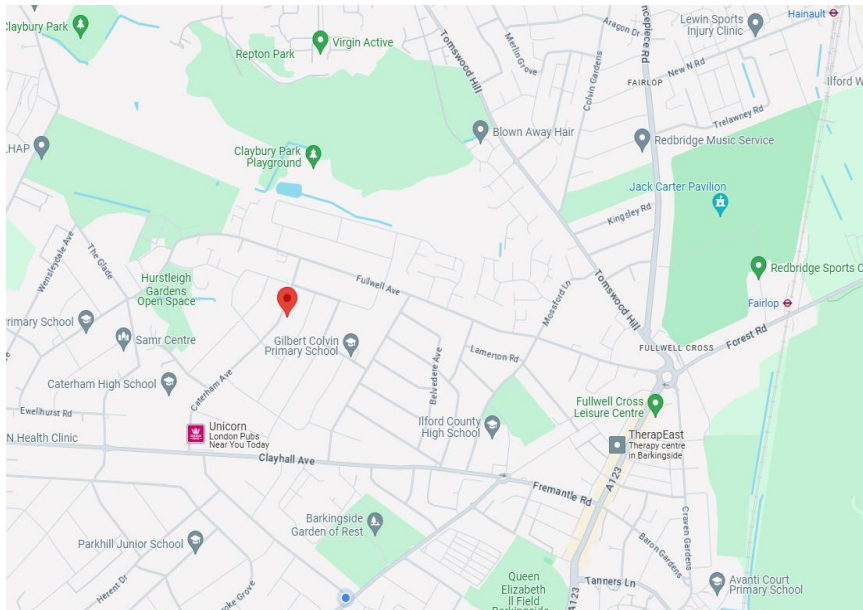 Claybury Park
Repton Park
Virgin Active
Tomswood Hill
Merlin Grove
Aragon Dr
Colvin Gardens
Lewin Sports
Injury Clinic
Hainault
FAIRLOP
New N Rd
Trelawney Rd
LHAP
Claybury Park
Playground
Blown Away Hair
Redbridge Music Service
Jack Carter Pavilion
Kingsley Rd
Wensleydale Ave
The Glade
Hurstleigh
Gardens
Open Space
Fullwell Ave
Mossford Ln
Tomswood Hill
Redbridge Sports C
Fairlop
Primary School
Samr Centre
Gilbert Colvin
Primary School
Lamerton Rd
Belvedere Ave
FULLWELL CROSS
Forest Rd
Caterham High School
Caterham Ave
Ewellhurst Rd
Fullwell Cross
Leisure Centre
Unicorn
London Pubs
Near You Today
N Health Clinic
Ilford County
High School
TherapEast
Therapy centre
in Barkingside
Clayhall Ave
A123
Fremantle Rd
Barkingside
Garden of Rest
Craven Gardens
Baron Gardens
Parkhill Junior School
Herent Dr
Queen
Elizabeth
II Field
Barkingside
Tanners Ln
A123
Avanti Court
Primary School